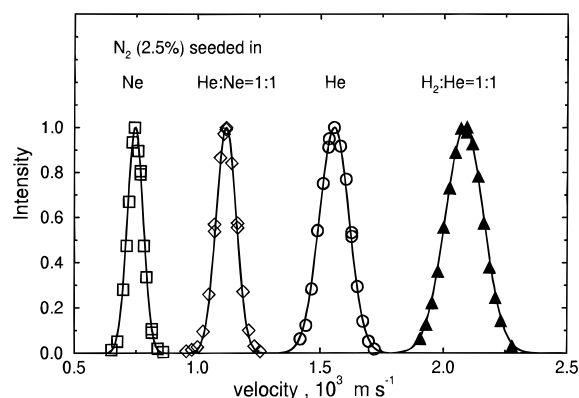 N₂ (2.5%) seeded in
Ne He:Ne=1:1 He H₂:He=1:1
1.0
0.8
0.6
0.4
0.2
0.0
Intensity
0.5 1.0 1.5 2.0 2.5
velocity , 10³ m s⁻¹